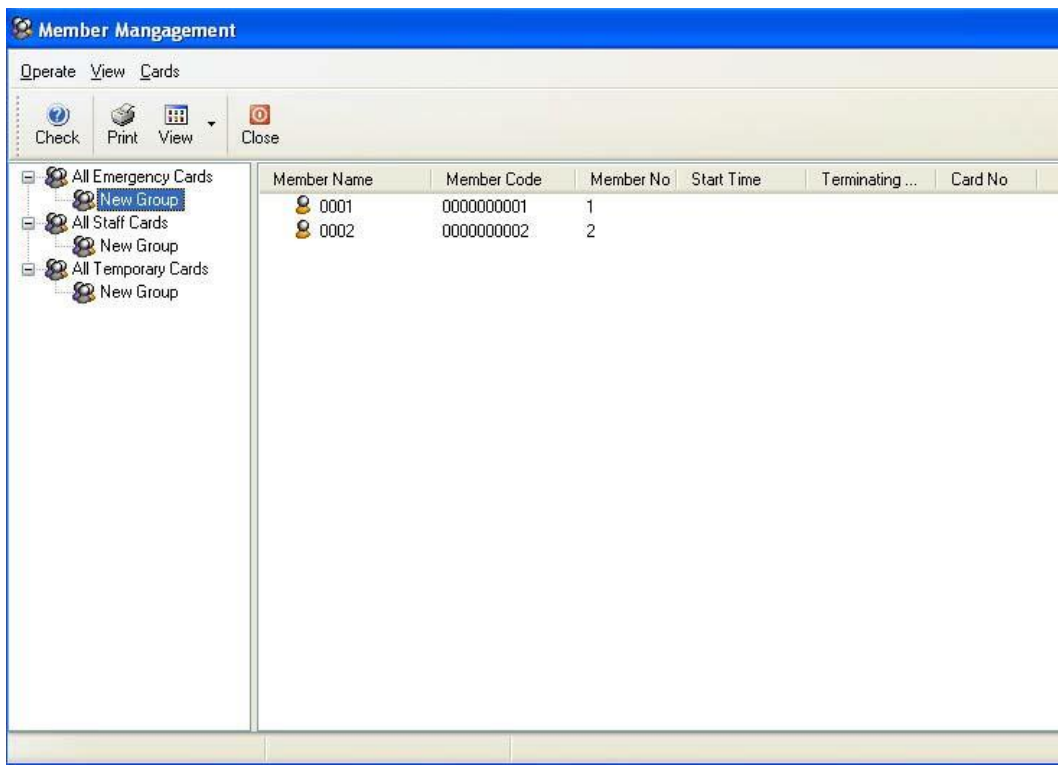 Member Mangagement
Operate View Cards
Check Print View Close
All Emergency Cards
New Group
All Staff Cards
New Group
All Temporary Cards
New Group
Member Name Member Code Member No Start Time Terminating ... Card No
0001 0000000001 1
0002 0000000002 2